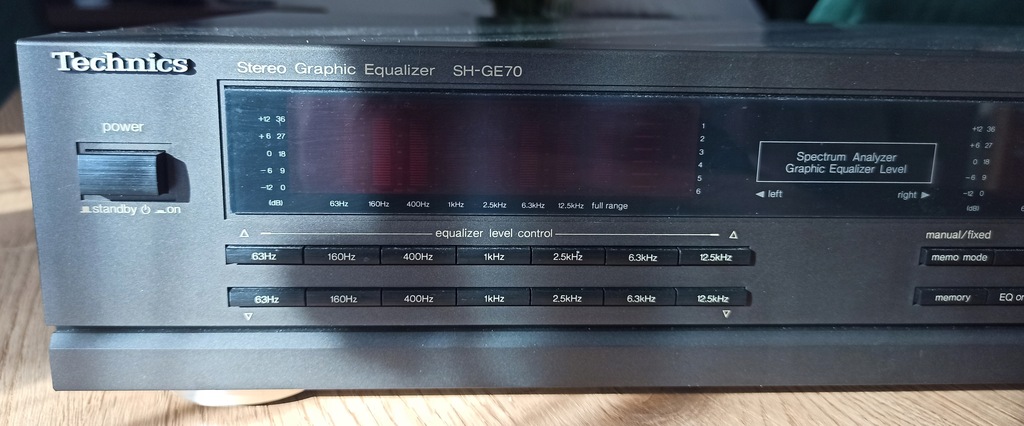 Technics
Stereo Graphic Equalizer SH-GE70
power
standby on
+12 36
+6 27
0 18
-6 9
-12 0
(dB)
63Hz 160Hz 400Hz 1kHz 2.5kHz 6.3kHz 12.5kHz full range
1
2
3
4
5
6
Spectrum Analyzer
Graphic Equalizer Level
◄ left right ►
+12 36
+6 27
0 18
-6 9
-12 0
(dB)
△ equalizer level control △
63Hz 160Hz 400Hz 1kHz 2.5kHz 6.3kHz 12.5kHz
63Hz 160Hz 400Hz 1kHz 2.5kHz 6.3kHz 12.5kHz
▽ ▽
manual/fixed
memo mode
memory EQ